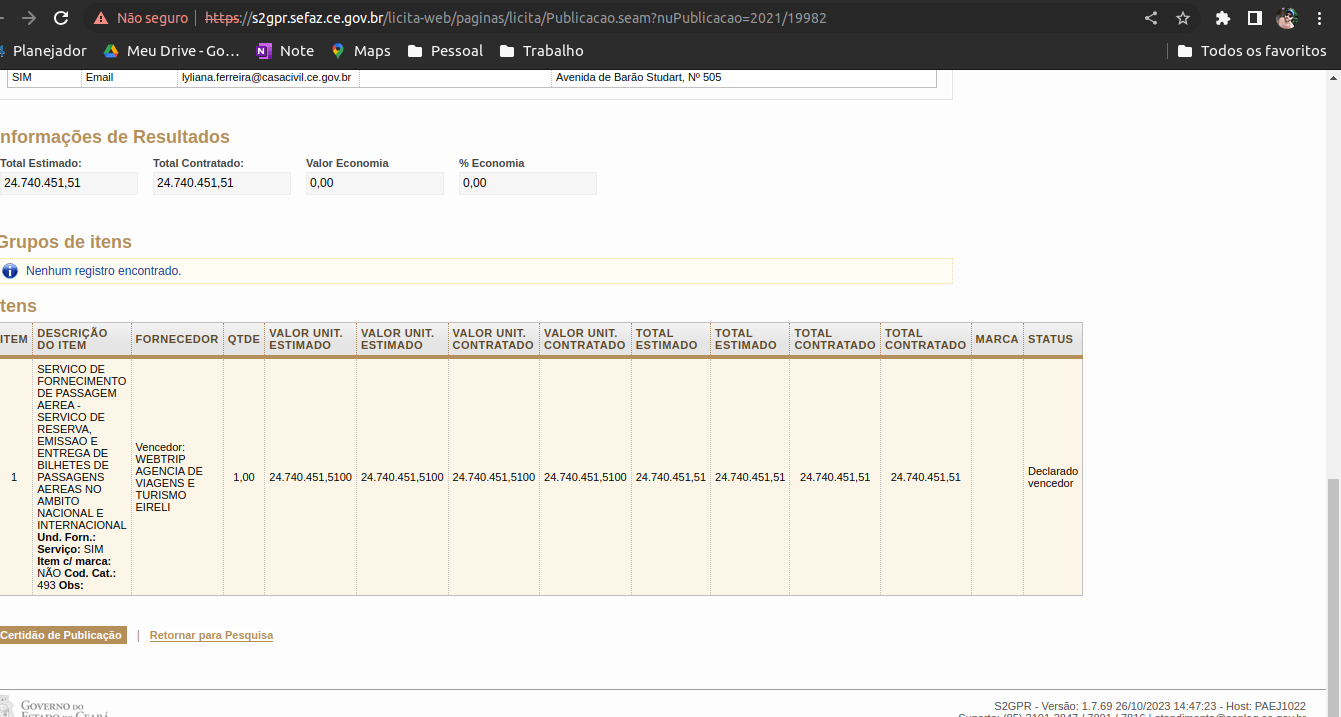 Não seguro https://s2gpr.sefaz.ce.gov.br/licita-web/paginas/licita/Publicacao.seam?nuPublicacao=2021/19982
Planejador Meu Drive - Go... Note Maps Pessoal Trabalho Todos os favoritos
SIM Email lyliana.ferreira@casacivil.ce.gov.br Avenida de Barão Studart, Nº 505
nformações de Resultados
Total Estimado: Total Contratado: Valor Economia % Economia
24.740.451,51 24.740.451,51 0,00 0,00
Grupos de itens
Nenhum registro encontrado.
tens
ITEM DESCRIÇÃO DO ITEM FORNECEDOR QTDE VALOR UNIT. ESTIMADO VALOR UNIT. ESTIMADO VALOR UNIT. CONTRATADO VALOR UNIT. CONTRATADO TOTAL ESTIMADO TOTAL ESTIMADO TOTAL CONTRATADO TOTAL CONTRATADO MARCA STATUS
1
SERVICO DE
FORNECIMENTO
DE PASSAGEM
AEREA -
SERVICO DE
RESERVA,
EMISSAO E
ENTREGA DE
BILHETES DE
PASSAGENS
AEREAS NO
AMBITO
NACIONAL E
INTERNACIONAL
Und. Forn.:
Serviço: SIM
Item c/ marca:
NÃO Cod. Cat.:
493 Obs:
Vencedor:
WEBTRIP
AGENCIA DE
VIAGENS E
TURISMO
EIRELI
1,00 24.740.451,5100 24.740.451,5100 24.740.451,5100 24.740.451,5100 24.740.451,51 24.740.451,51 24.740.451,51 24.740.451,51
Declarado
vencedor
Certidão de Publicação | Retornar para Pesquisa
GOVERNO DO
ESTADO DO CEARÁ
S2GPR - Versão: 1.7.69 26/10/2023 14:47:23 - Host: PAEJ1022